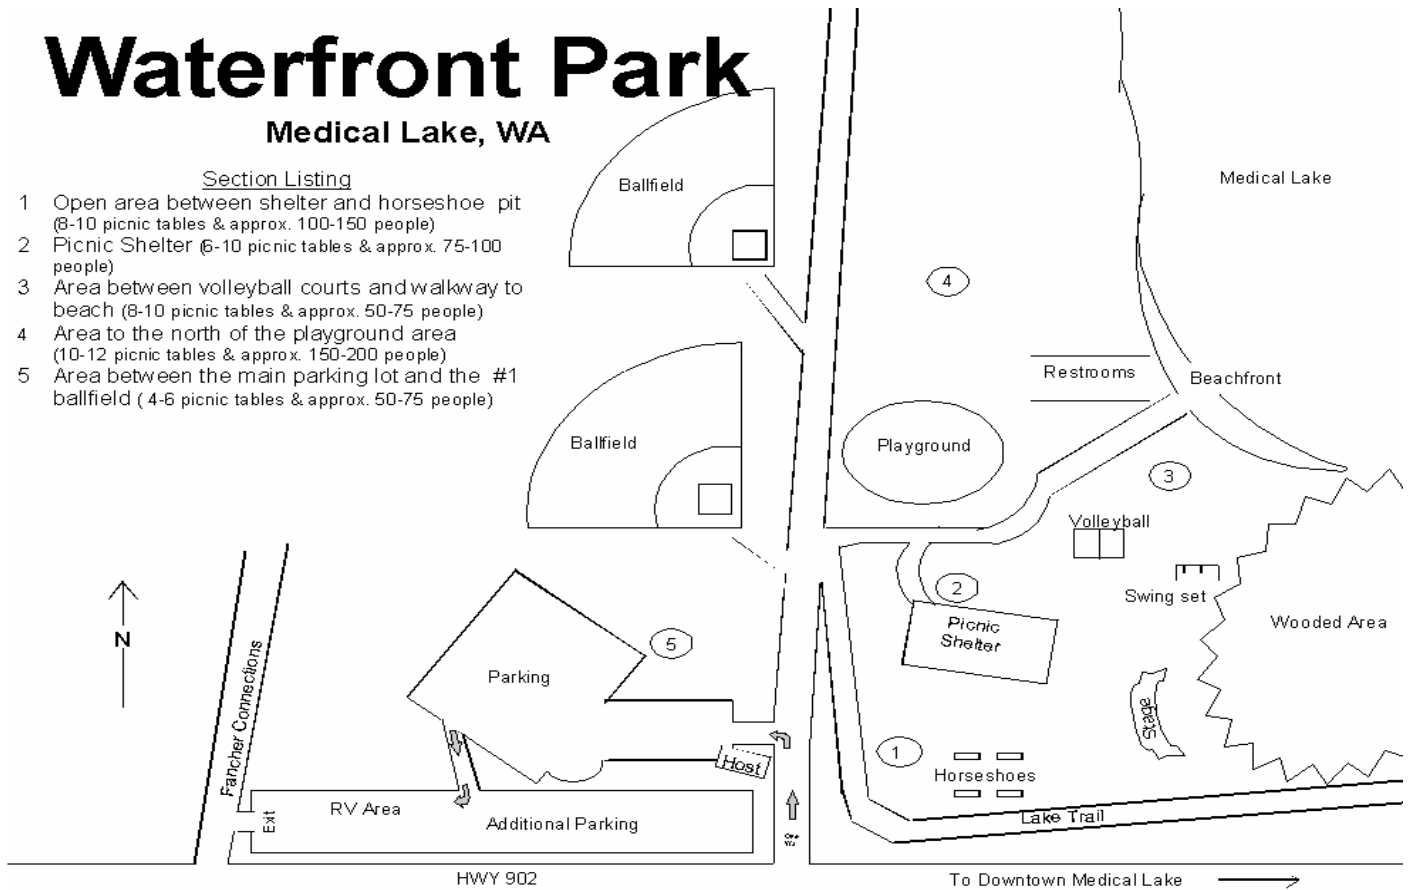 Waterfront Park
Medical Lake, WA
Section Listing
1 Open area between shelter and horseshoe pit
(8-10 picnic tables & approx. 100-150 people)
2 Picnic Shelter (6-10 picnic tables & approx. 75-100
people)
3 Area between volleyball courts and walkway to
beach (8-10 picnic tables & approx. 50-75 people)
4 Area to the north of the playground area
(10-12 picnic tables & approx. 150-200 people)
5 Area between the main parking lot and the #1
ballfield ( 4-6 picnic tables & approx. 50-75 people)
Ballfield
Medical Lake
4
Restrooms
Beachfront
Ballfield
Playground
3
Volleyball
2
Swing set
Picnic
Shelter
Wooded Area
N
5
Parking
Fancher Connections
Stage
1
Host
Horseshoes
RV Area
Exit
Additional Parking
Lake Trail
HWY 902
To Downtown Medical Lake